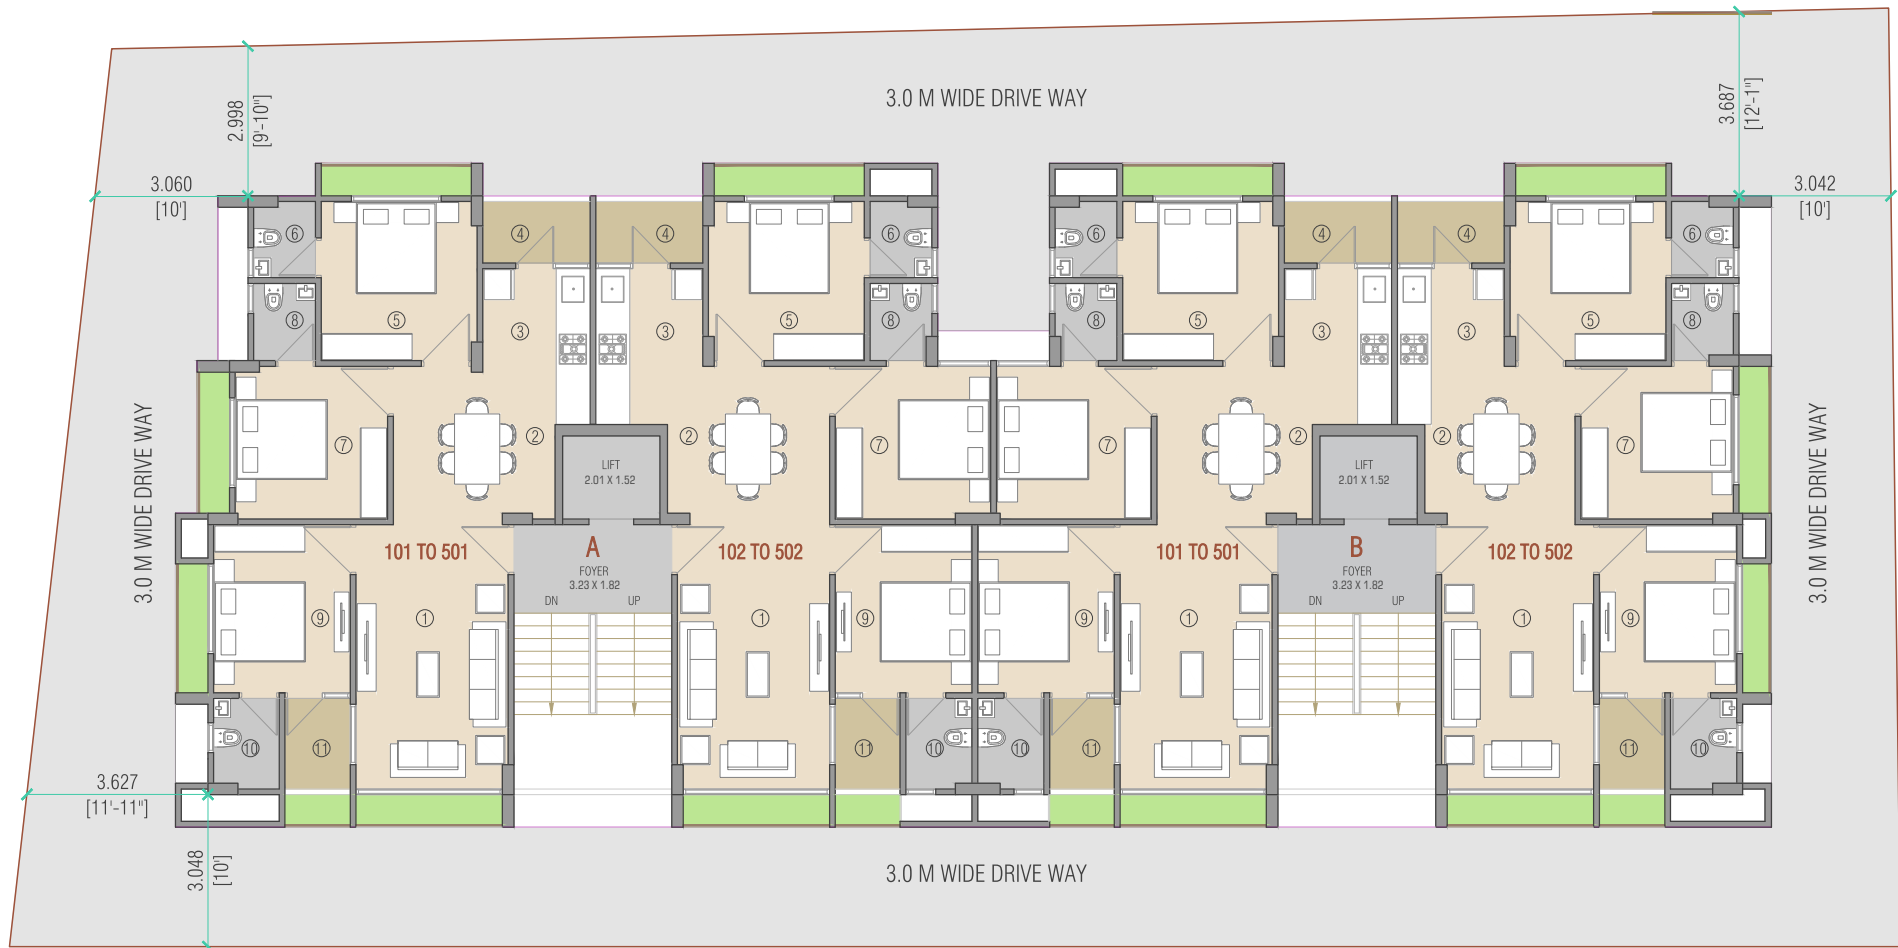 3.0 M WIDE DRIVE WAY
2.998
[9'-10"]
3.687
[12'-1"]
3.060
[10']
3.042
[10']
6
4
4
6
6
4
4
6
8
5
3
3
5
8
8
5
3
3
5
8
7
2
2
7
7
2
2
7
LIFT
2.01 X 1.52
LIFT
2.01 X 1.52
3.0 M WIDE DRIVE WAY
3.0 M WIDE DRIVE WAY
101 TO 501
A
102 TO 502
101 TO 501
B
102 TO 502
FOYER
3.23 X 1.82
FOYER
3.23 X 1.82
DN
UP
DN
UP
9
1
1
9
9
1
1
9
10
11
11
10
10
11
11
10
3.627
[11'-11"]
3.048
[10']
3.0 M WIDE DRIVE WAY